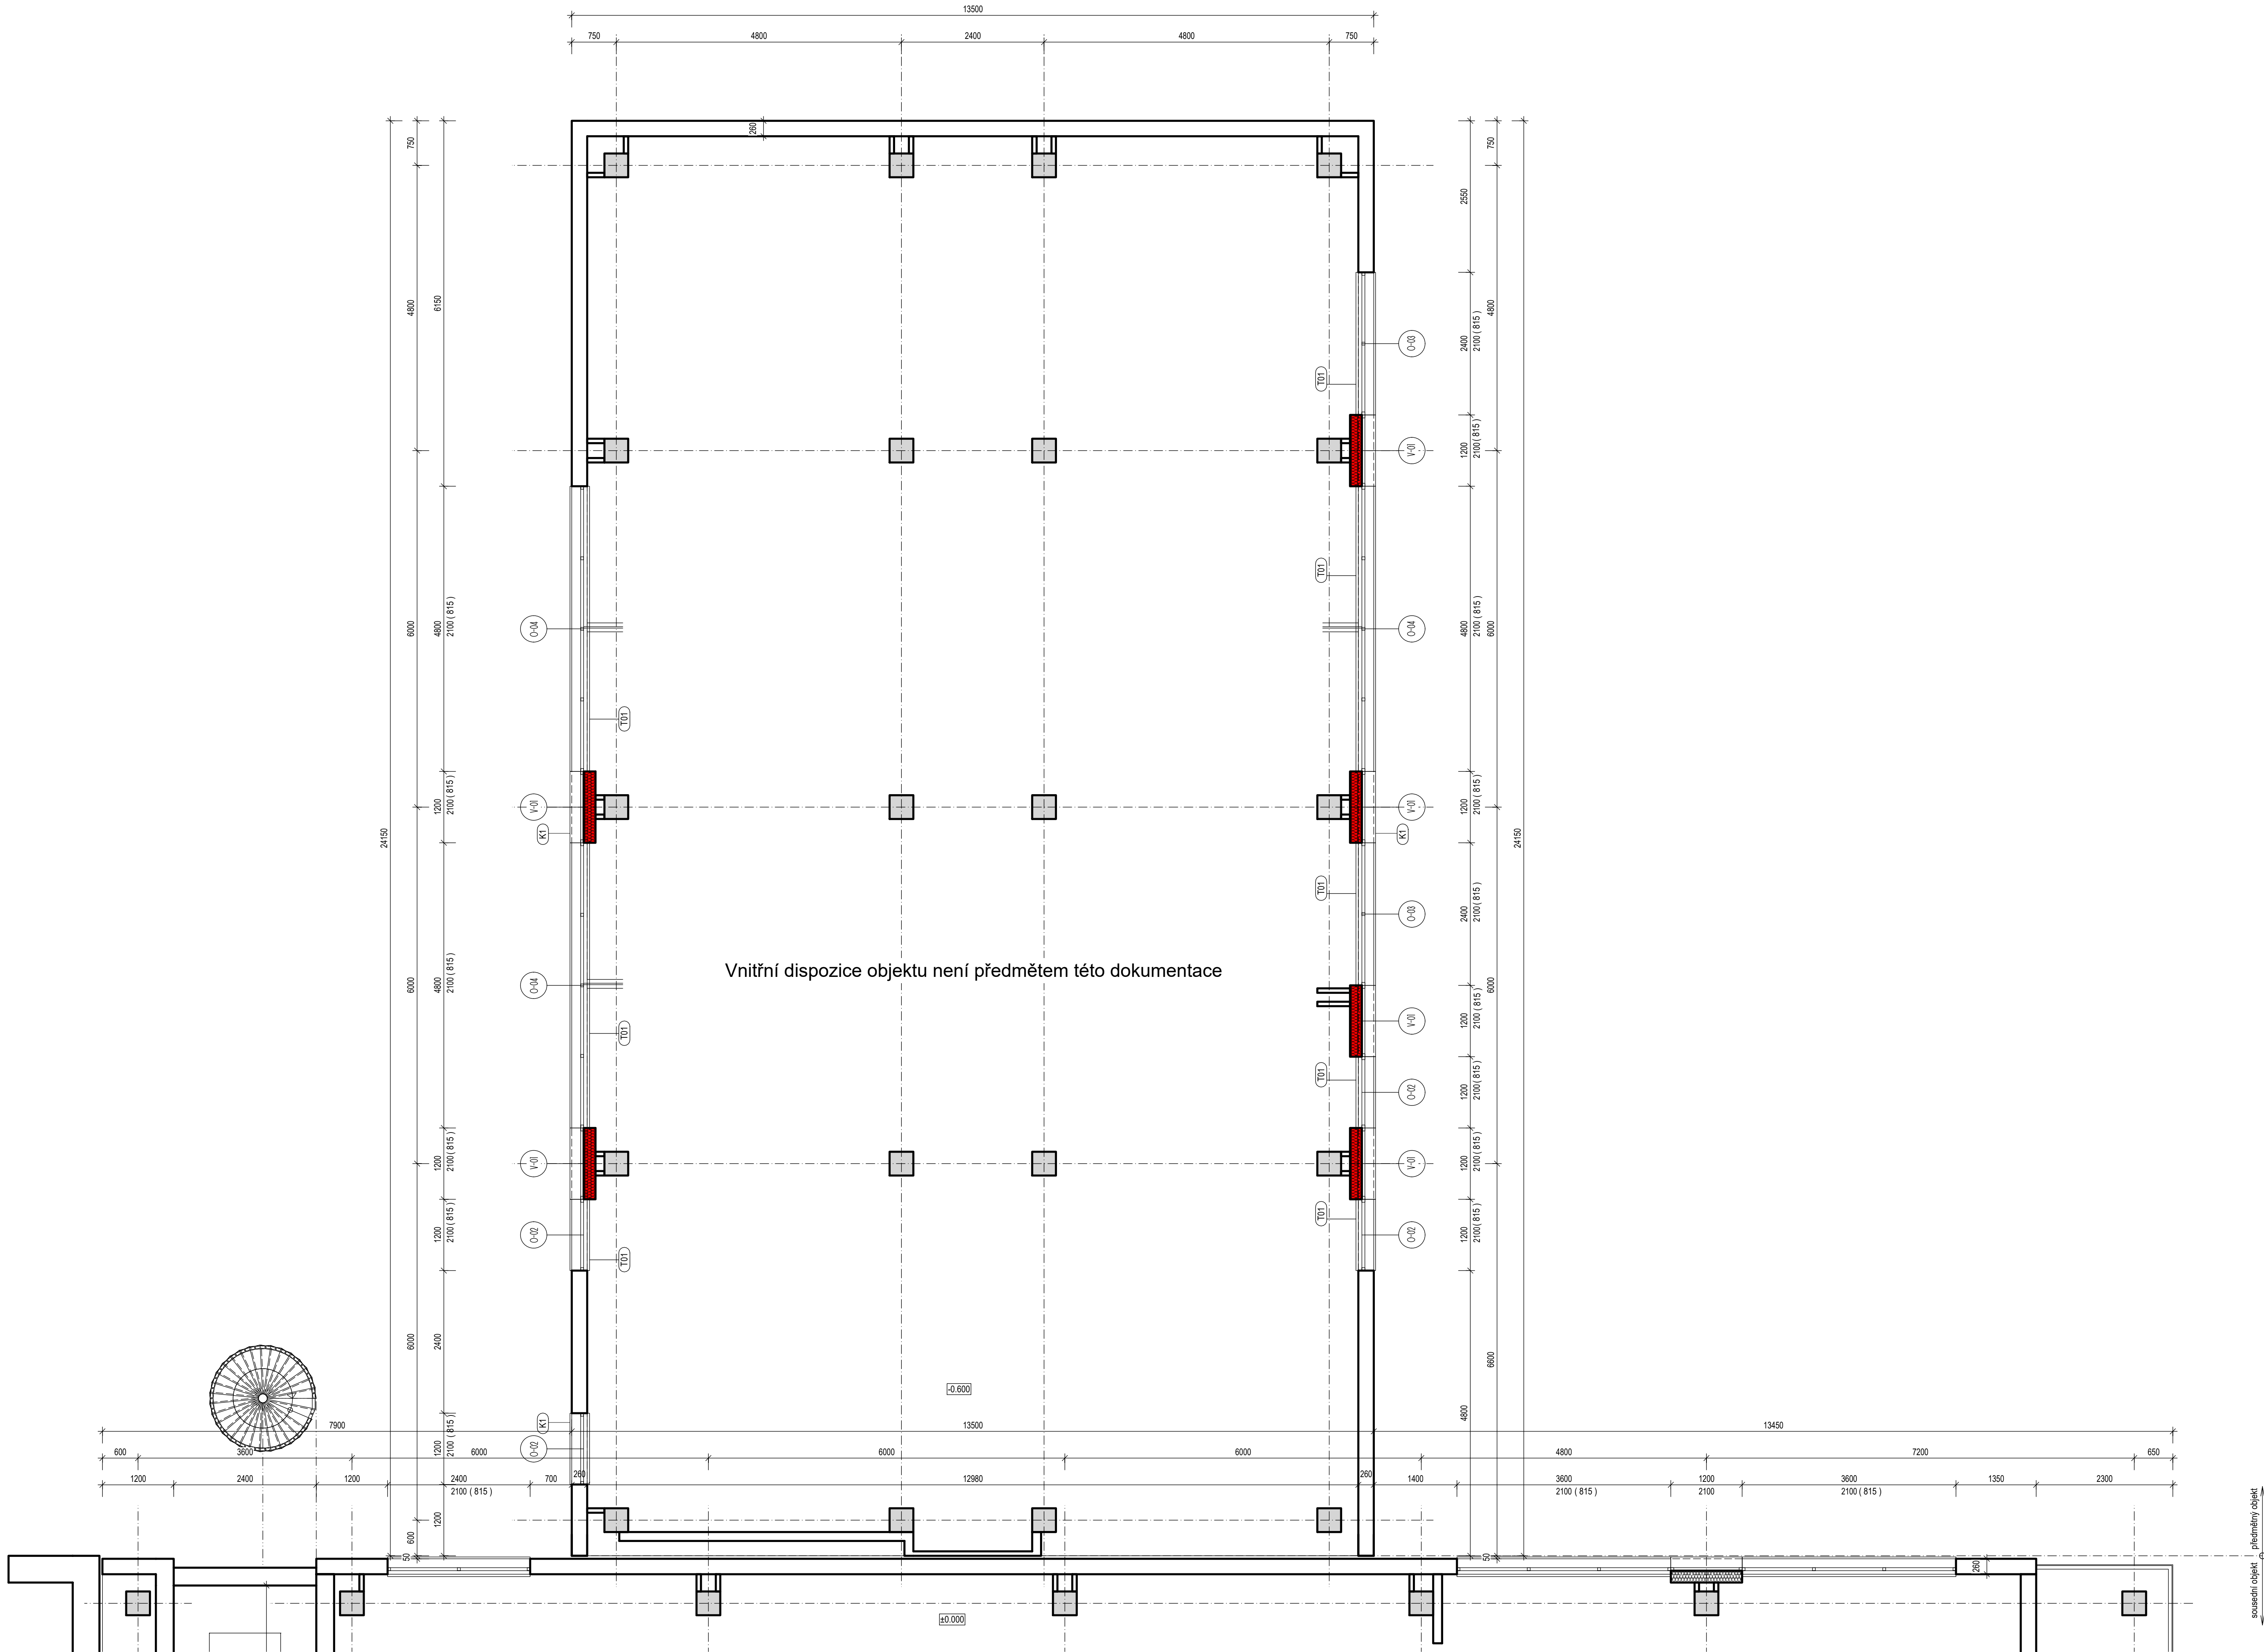 13500
750 4800 2400 4800 750
260
24150
750
4800
6000
6000
6000
600
50
6150
4800
2100 ( 815 )
1200
2100 ( 815 )
4800
2100 ( 815 )
1200
2100 ( 815 )
1200
2100 ( 815 )
2400
1200
2100 ( 815 )
1200
O-04
V-01
K1
O-04
V-01
O-02
K1
O-02
T01
T01
T01
T01
T01
T01
T01
T01
O-03
V-01
O-04
V-01
K1
O-03
V-01
O-02
V-01
O-02
2550
2400
2100 ( 815 )
1200
2100 ( 815 )
4800
2100 ( 815 )
1200
2100 ( 815 )
2400
2100 ( 815 )
1200
2100 ( 815 )
1200
2100 ( 815 )
1200
2100 ( 815 )
1200
2100 ( 815 )
4800
750
4800
6000
6000
6600
50
24150
Vnitřní dispozice objektu není předmětem této dokumentace
-0.600
7900 13500 13450
600 3600 6000 6000 6000 4800 7200 650
1200 2400 1200 2400 700 260 12980 260 1400 3600 1200 3600 1350 2300
2100 ( 815 ) 2100 ( 815 ) 2100 2100 ( 815 )
260
±0.000
sousední objekt předmětný objekt